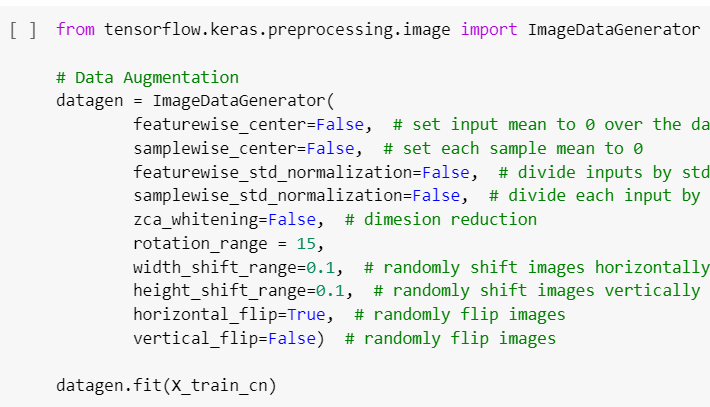 [ ] from tensorflow.keras.preprocessing.image import ImageDataGenerator
# Data Augmentation
datagen = ImageDataGenerator(
featurewise_center=False,  # set input mean to 0 over the da
samplewise_center=False,  # set each sample mean to 0
featurewise_std_normalization=False,  # divide inputs by std
samplewise_std_normalization=False,  # divide each input by
zca_whitening=False,  # dimesion reduction
rotation_range = 15,
width_shift_range=0.1,  # randomly shift images horizontally
height_shift_range=0.1,  # randomly shift images vertically
horizontal_flip=True,  # randomly flip images
vertical_flip=False)  # randomly flip images
datagen.fit(X_train_cn)